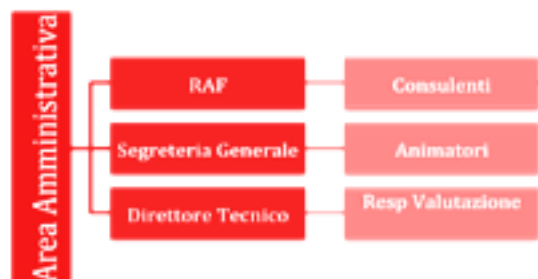 Area Amministrativa
RAF
Consulenti
Segreteria Generale
Animatori
Direttore Tecnico
Resp Valutazione